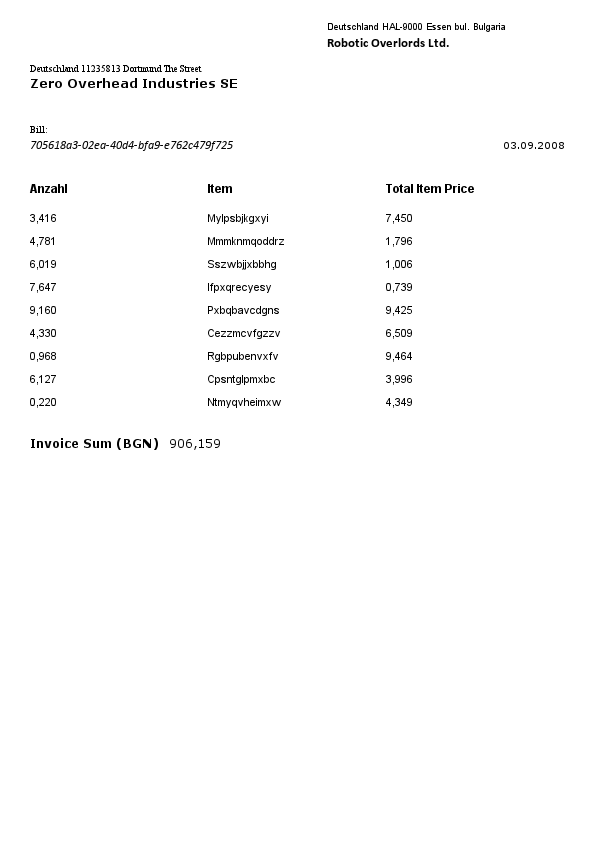 Deutschland HAL-9000 Essen bul. Bulgaria
Robotic Overlords Ltd.
Deutschland 11235813 Dortmund The Street
Zero Overhead Industries SE
Bill:
705618a3-02ea-40d4-bfa9-e762c479f725 03.09.2008
Anzahl Item Total Item Price
3,416 Mylpsbjkgxyi 7,450
4,781 Mmmknmqoddrz 1,796
6,019 Sszwbjjxbbhg 1,006
7,647 Ifpxqrecyesy 0,739
9,160 Pxbqbavcdgns 9,425
4,330 Cezzmcvfgzzv 6,509
0,968 Rgbpubenvxfv 9,464
6,127 Cpsntglpmxbc 3,996
0,220 Ntmyqvheimxw 4,349
Invoice Sum (BGN) 906,159